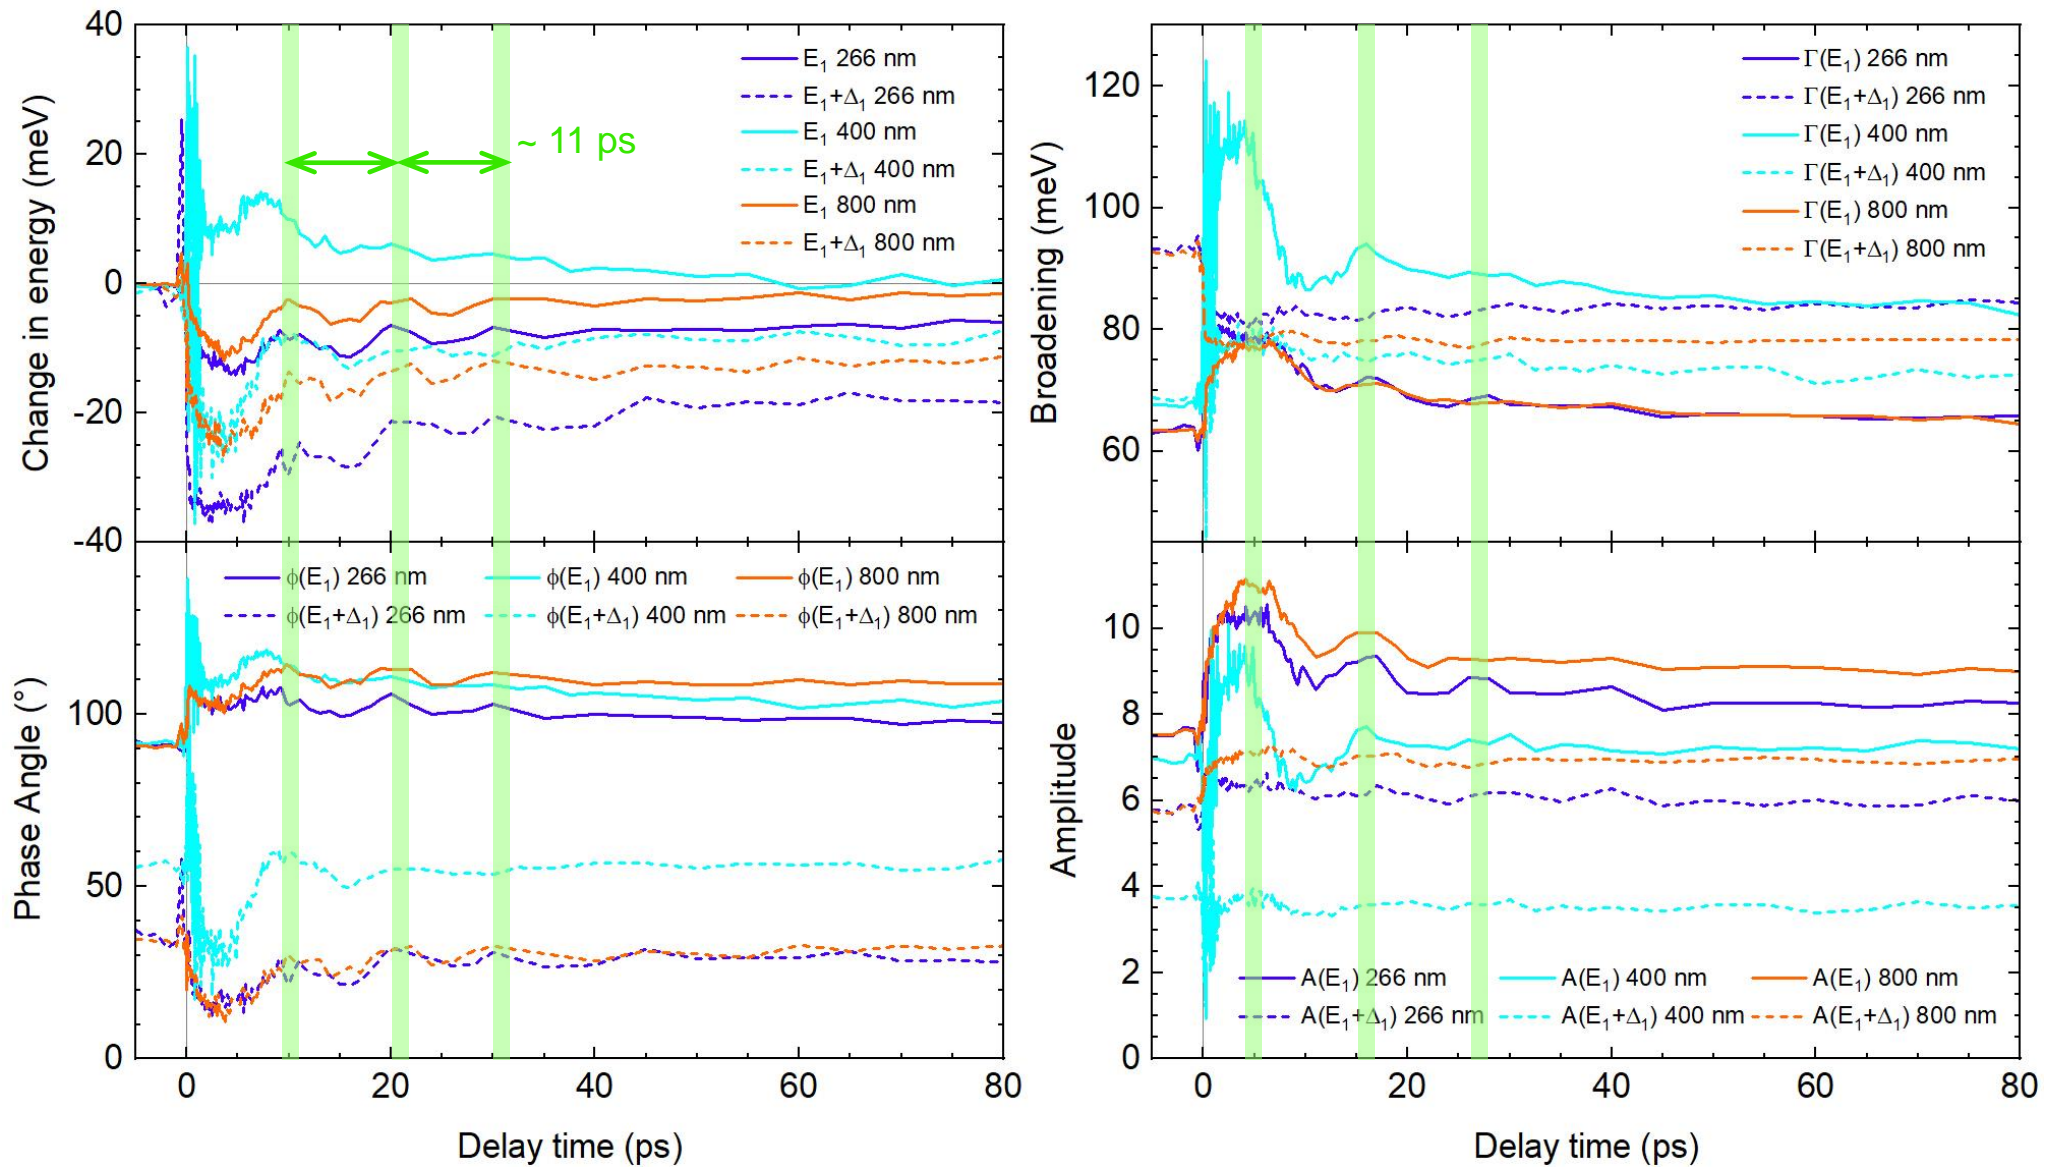 40
20
0
-20
-40
Change in energy (meV)
E₁ 266 nm
E₁+Δ₁ 266 nm
E₁ 400 nm
E₁+Δ₁ 400 nm
E₁ 800 nm
E₁+Δ₁ 800 nm
~ 11 ps
120
100
80
60
Broadening (meV)
Γ(E₁) 266 nm
Γ(E₁+Δ₁) 266 nm
Γ(E₁) 400 nm
Γ(E₁+Δ₁) 400 nm
Γ(E₁) 800 nm
Γ(E₁+Δ₁) 800 nm
ϕ(E₁) 266 nm ϕ(E₁) 400 nm ϕ(E₁) 800 nm
ϕ(E₁+Δ₁) 266 nm ϕ(E₁+Δ₁) 400 nm ϕ(E₁+Δ₁) 800 nm
100
50
0
Phase Angle (°)
0 20 40 60 80
Delay time (ps)
10
8
6
4
2
0
Amplitude
A(E₁) 266 nm A(E₁) 400 nm A(E₁) 800 nm
A(E₁+Δ₁) 266 nm A(E₁+Δ₁) 400 nm A(E₁+Δ₁) 800 nm
0 20 40 60 80
Delay time (ps)